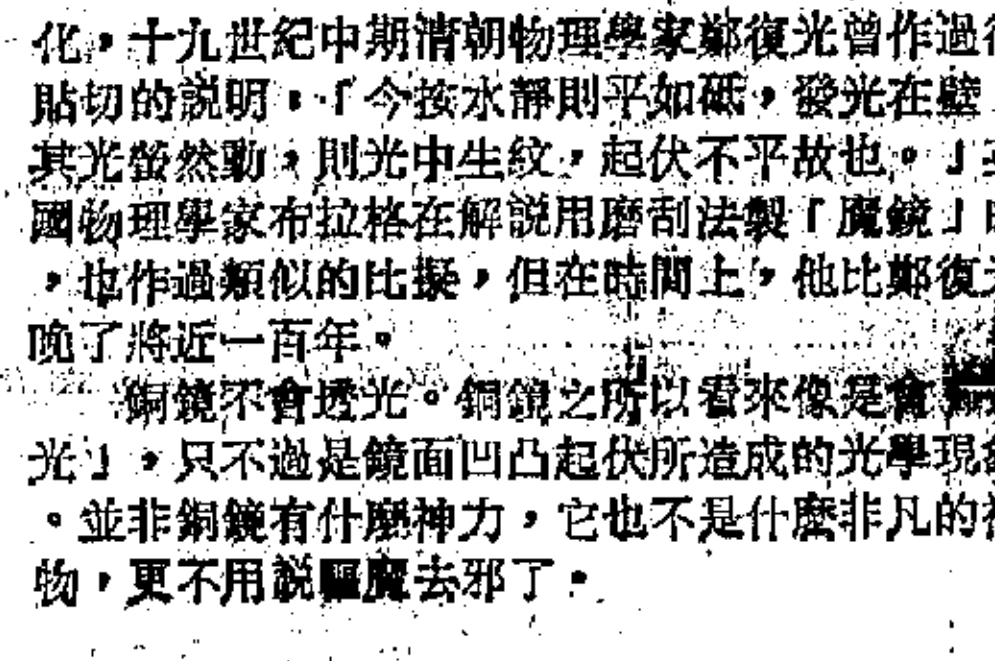 化,十九世紀中期清朝物理學家鄭復光曾作過
貼切的説明:「今按水靜則平如砥,發光在壁
其光螢然動,則光中生紋,起伏不平故也。」
國物理學家布拉格在解説用磨刮法製「魔鏡」
,也作過類似的比擬,但在時間上,他比鄭復
晚了將近一百年。
銅鏡不會透光。銅鏡之所以看來像是會
光」,只不過是鏡面凹凸起伏所造成的光學現
。並非銅鏡有什麼神力,它也不是什麼非凡的
物,更不用説驅魔去邪了。